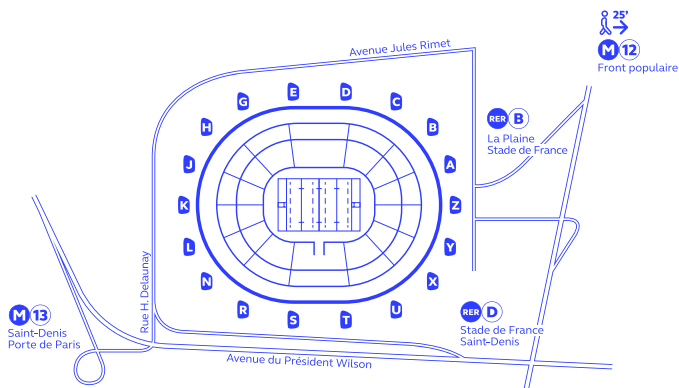 25'
M 12
Front populaire
Avenue Jules Rimet
E
D
G
C
H
B
RER B
La Plaine
Stade de France
J
A
K
Z
L
Y
N
X
Rue H. Delaunay
R
U
S
T
M 13
Saint-Denis
Porte de Paris
RER D
Stade de France
Saint-Denis
Avenue du Président Wilson